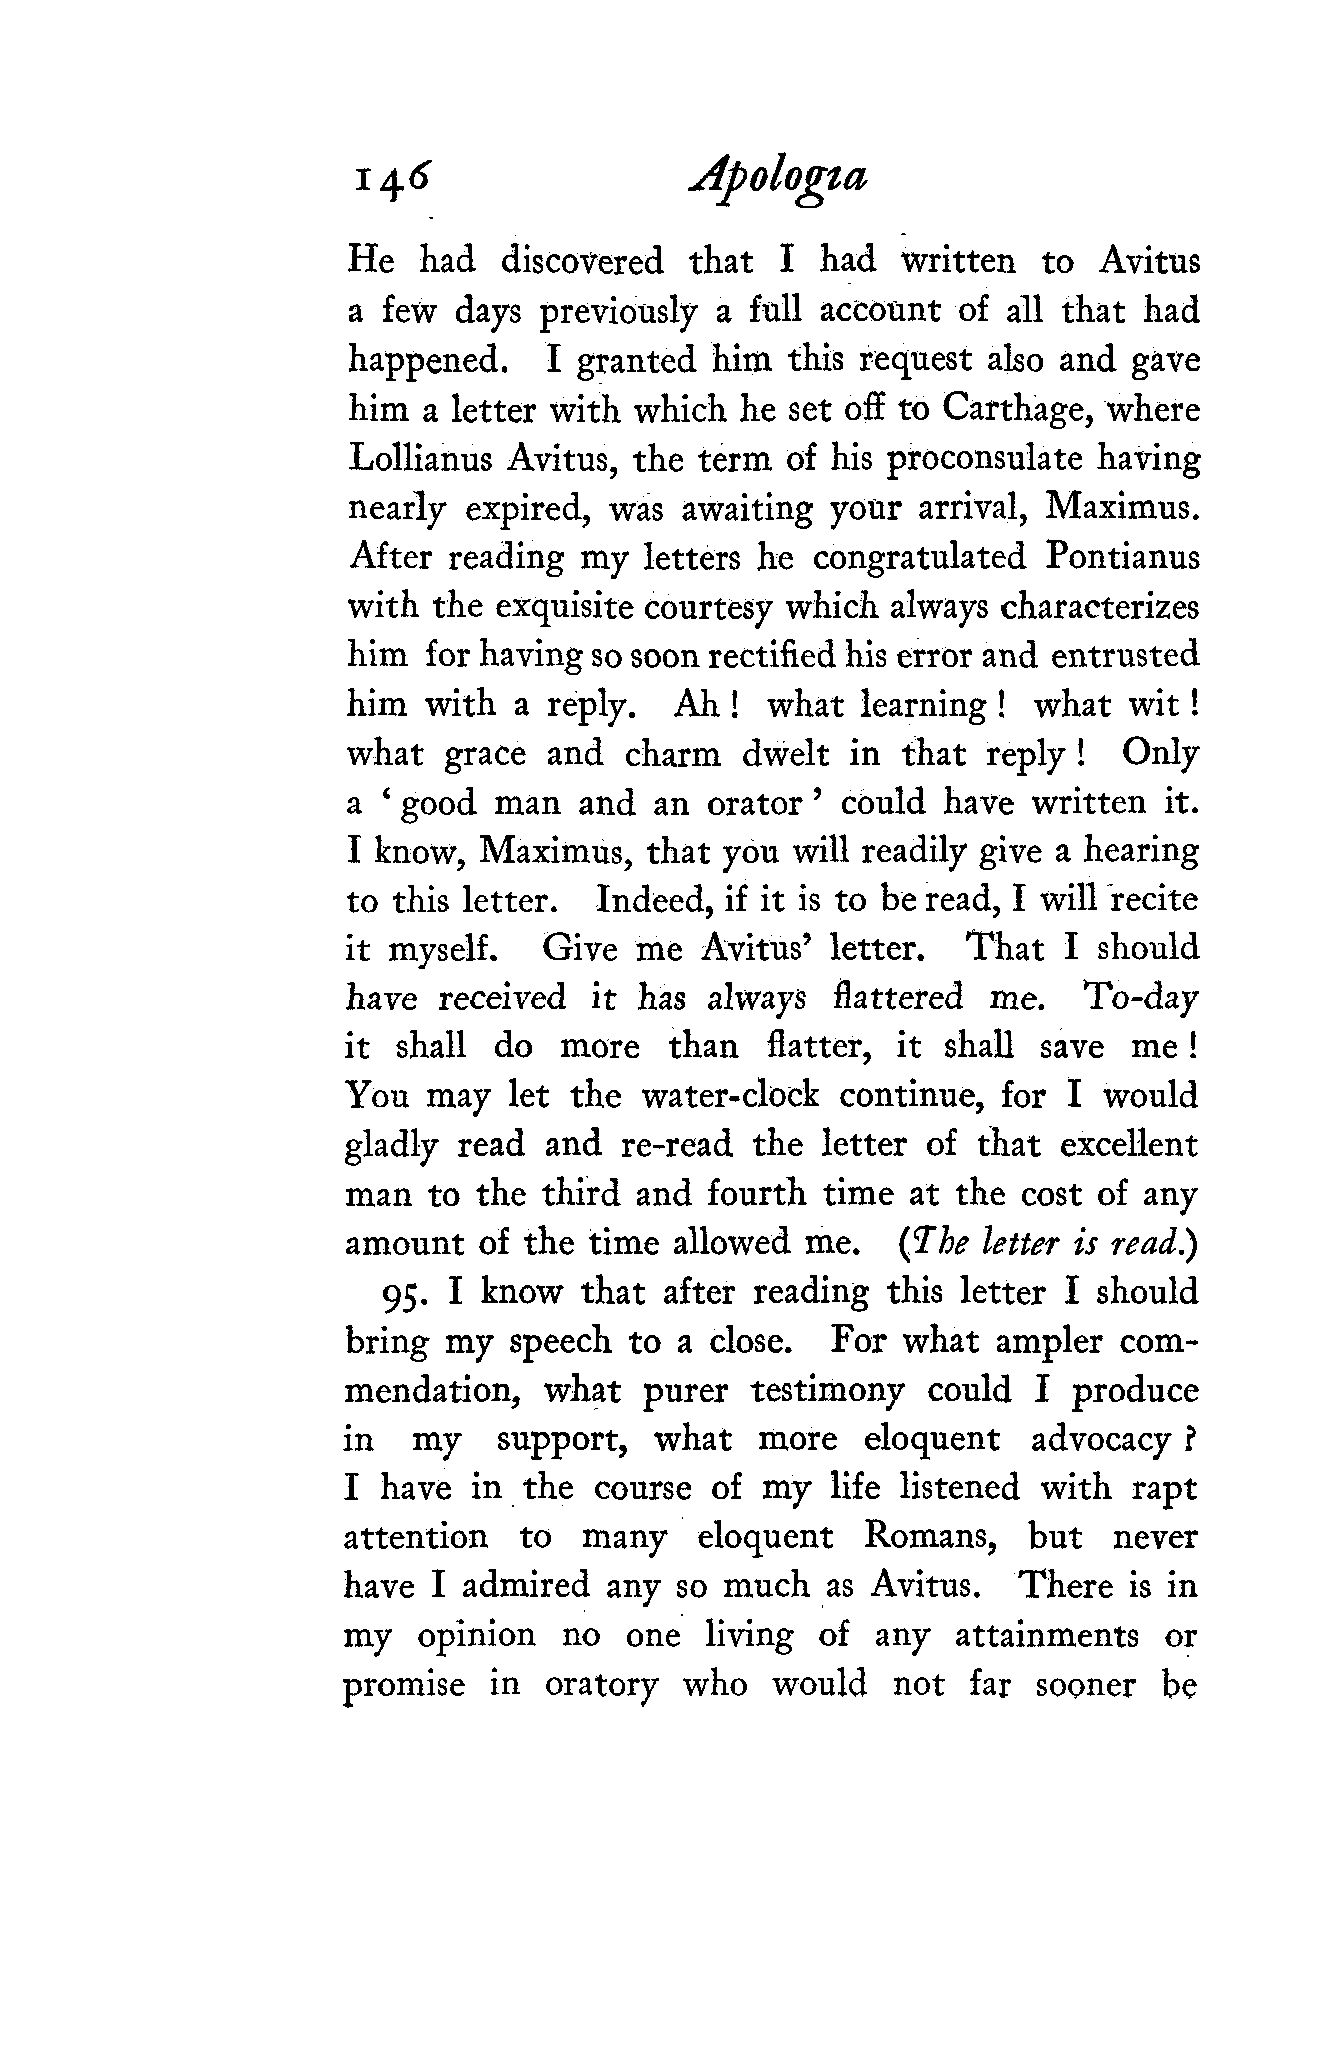 146 Apologia
He had discovered that I had written to Avitus
a few days previously a full account of all that had
happened. I granted him this request also and gave
him a letter with which he set off to Carthage, where
Lollianus Avitus, the term of his proconsulate having
nearly expired, was awaiting your arrival, Maximus.
After reading my letters he congratulated Pontianus
with the exquisite courtesy which always characterizes
him for having so soon rectified his error and entrusted
him with a reply. Ah ! what learning ! what wit !
what grace and charm dwelt in that reply ! Only
a ‘ good man and an orator ’ could have written it.
I know, Maximus, that you will readily give a hearing
to this letter. Indeed, if it is to be read, I will recite
it myself. Give me Avitus’ letter. That I should
have received it has always flattered me. To-day
it shall do more than flatter, it shall save me !
You may let the water-clock continue, for I would
gladly read and re-read the letter of that excellent
man to the third and fourth time at the cost of any
amount of the time allowed me. (The letter is read.)
95. I know that after reading this letter I should
bring my speech to a close. For what ampler com-
mendation, what purer testimony could I produce
in my support, what more eloquent advocacy ?
I have in the course of my life listened with rapt
attention to many eloquent Romans, but never
have I admired any so much as Avitus. There is in
my opinion no one living of any attainments or
promise in oratory who would not far sooner be